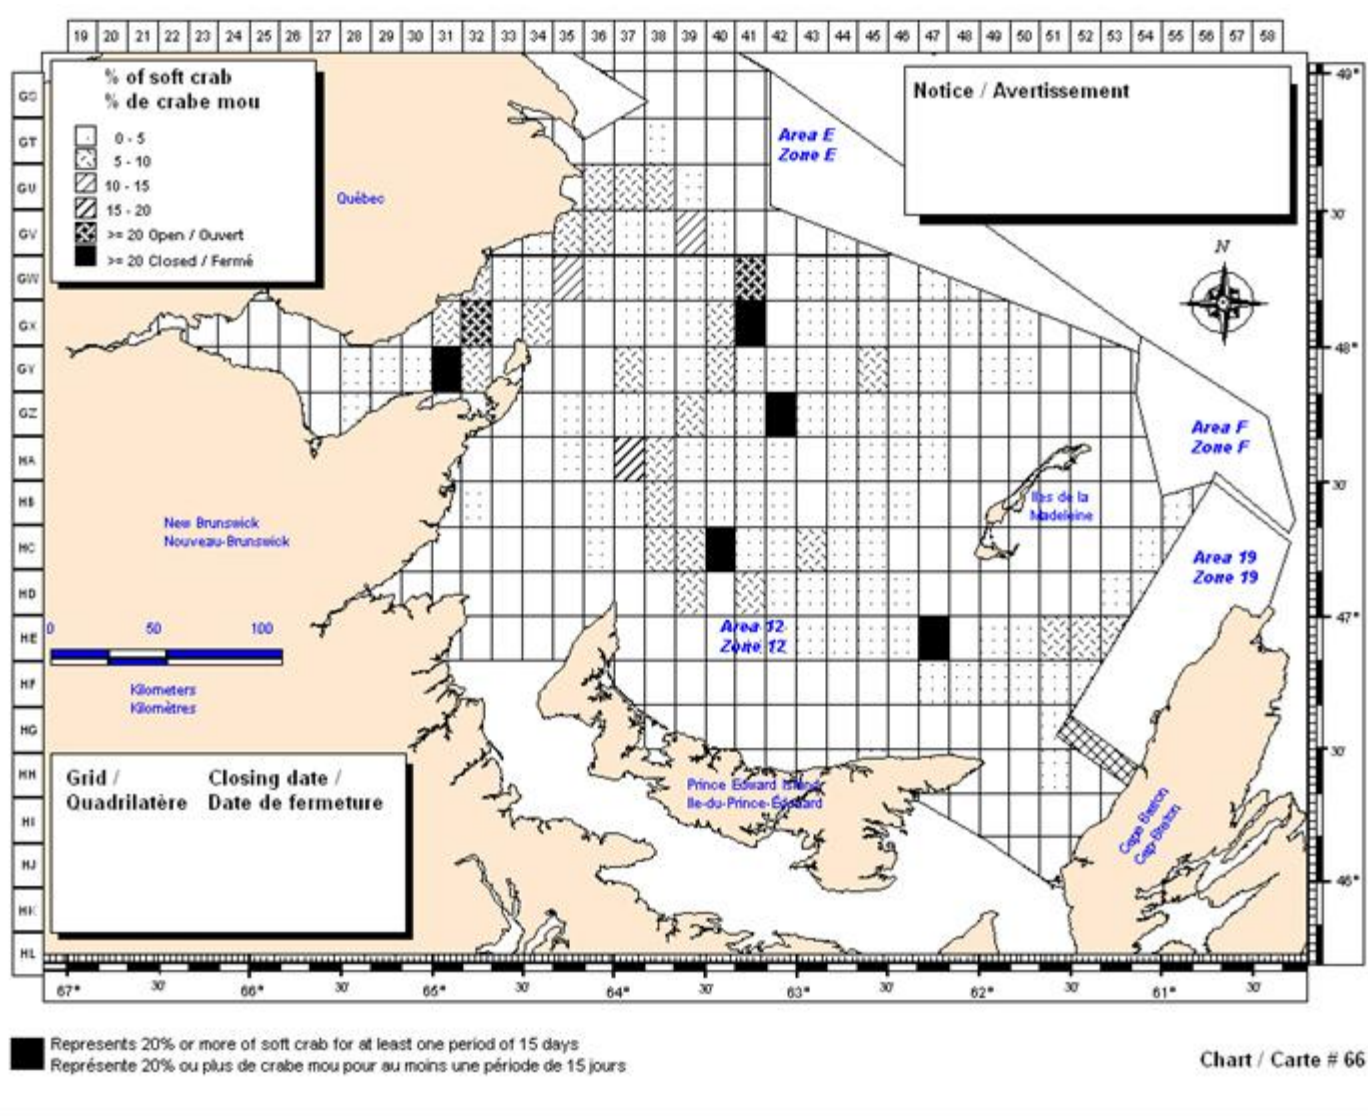 19 20 21 22 23 24 25 26 27 28 29 30 31 32 33 34 35 36 37 38 39 40 41 42 43 44 45 46 47 48 49 50 51 52 53 54 55 56 57 58
% of soft crab
% de crabe mou
0 - 5
5 - 10
10 - 15
15 - 20
>= 20 Open / Ouvert
>= 20 Closed / Fermé
Notice / Avertissement
GS
GT
GU
GV
GW
GX
GY
GZ
HA
HB
HC
HD
HE
HF
HG
HH
HI
HJ
HK
HL
49°
30'
48°
30'
47°
30'
46°
Area E
Zone E
Québec
N
Area F
Zone F
Iles de la
Madeleine
New Brunswick
Nouveau-Brunswick
Area 19
Zone 19
0 50 100
Kilometers
Kilomètres
Area 12
Zone 12
Prince Edward Island
Ile-du-Prince-Édouard
Cape Breton
Cap-Breton
Grid / Closing date /
Quadrilatère Date de fermeture
67° 30' 66° 30' 65° 30' 64° 30' 63° 30' 62° 30' 61° 30'
Represents 20% or more of soft crab for at least one period of 15 days
Représente 20% ou plus de crabe mou pour au moins une période de 15 jours
Chart / Carte # 66